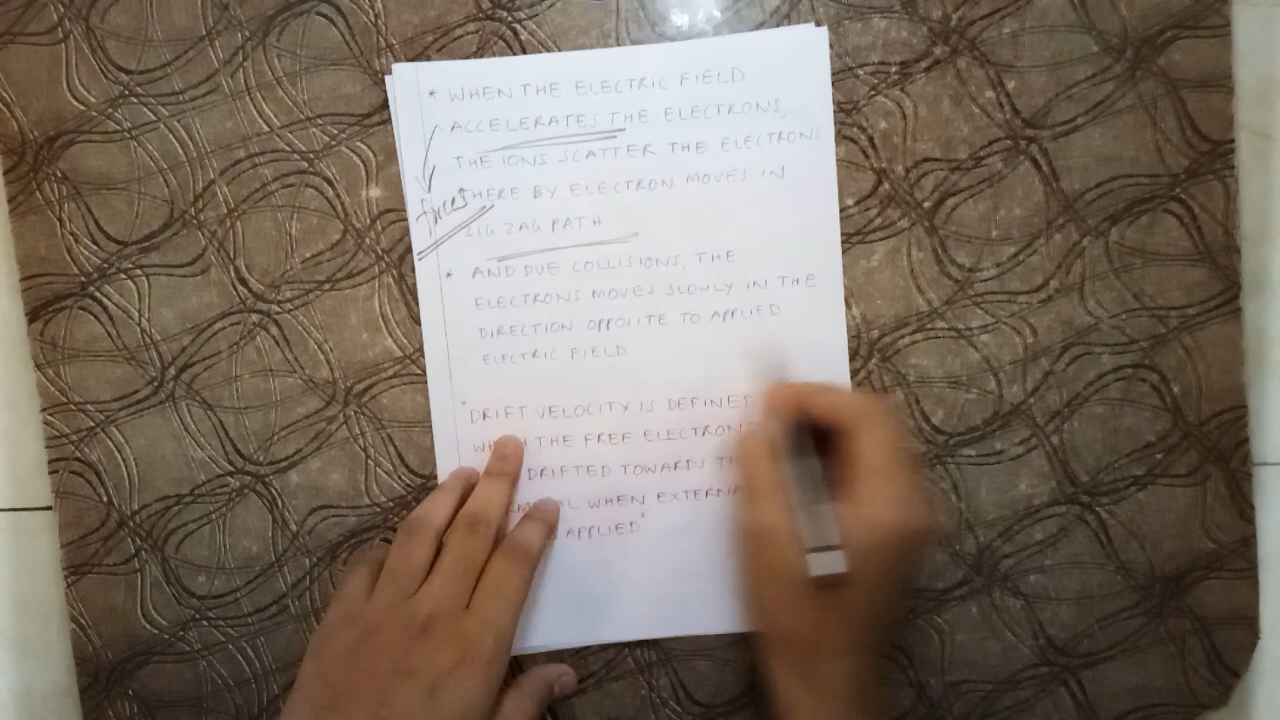 * WHEN THE ELECTRIC FIELD
ACCELERATES THE ELECTRONS,
THE IONS SCATTER THE ELECTRONS
forces THERE BY ELECTRON MOVES IN
ZIG ZAG PATH
* AND DUE COLLISIONS, THE
ELECTRONS MOVES SLOWLY IN THE
DIRECTION OPPOSITE TO APPLIED
ELECTRIC FIELD
"DRIFT VELOCITY IS DEFINED
THE FREE ELECTRONS
DRIFTED TOWARDS
WHEN EXTERNA
APPLIED"